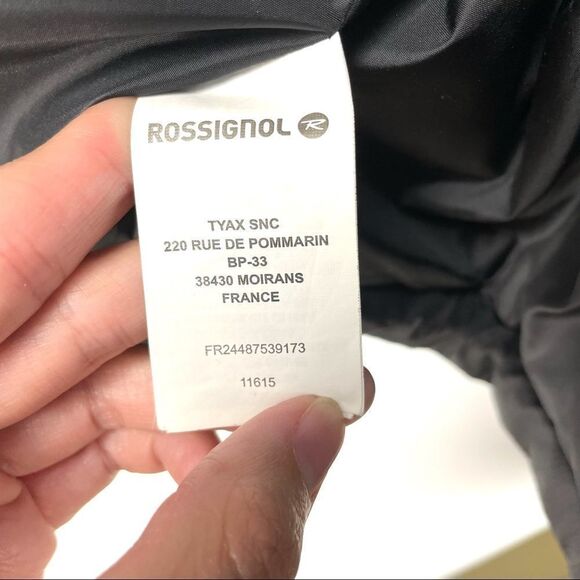 ROSSIGNOL R
TYAX SNC
220 RUE DE POMMARIN
BP-33
38430 MOIRANS
FRANCE
FR24487539173
11615